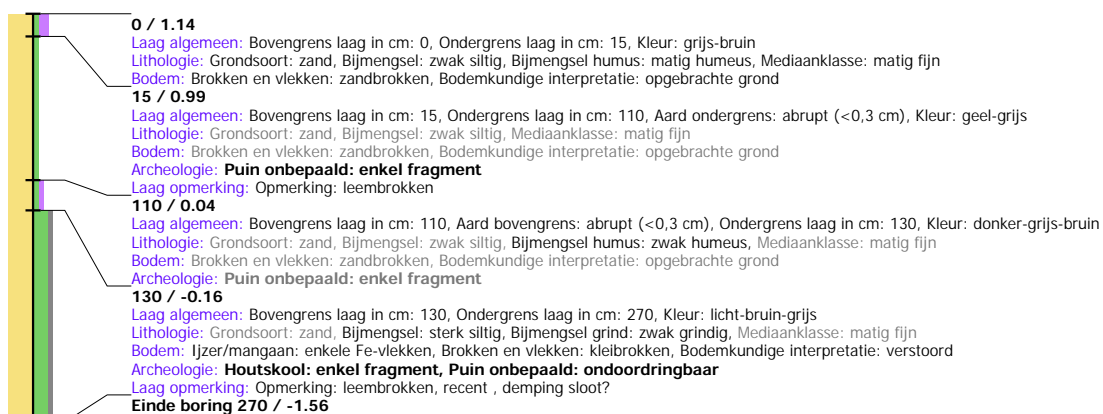 0 / 1.14
Laag algemeen: Bovengrens laag in cm: 0, Ondergrens laag in cm: 15, Kleur: grijs-bruin
Lithologie: Grondsoort: zand, Bijmengsel: zwak siltig, Bijmengsel humus: matig humeus, Mediaanklasse: matig fijn
Bodem: Brokken en vlekken: zandbrokken, Bodemkundige interpretatie: opgebrachte grond
15 / 0.99
Laag algemeen: Bovengrens laag in cm: 15, Ondergrens laag in cm: 110, Aard ondergrens: abrupt (<0,3 cm), Kleur: geel-grijs
Lithologie: Grondsoort: zand, Bijmengsel: zwak siltig, Mediaanklasse: matig fijn
Bodem: Brokken en vlekken: zandbrokken, Bodemkundige interpretatie: opgebrachte grond
Archeologie: Puin onbepaald: enkel fragment
Laag opmerking: Opmerking: leembrokken
110 / 0.04
Laag algemeen: Bovengrens laag in cm: 110, Aard bovengrens: abrupt (<0,3 cm), Ondergrens laag in cm: 130, Kleur: donker-grijs-bruin
Lithologie: Grondsoort: zand, Bijmengsel: zwak siltig, Bijmengsel humus: zwak humeus, Mediaanklasse: matig fijn
Bodem: Brokken en vlekken: zandbrokken, Bodemkundige interpretatie: opgebrachte grond
Archeologie: Puin onbepaald: enkel fragment
130 / -0.16
Laag algemeen: Bovengrens laag in cm: 130, Ondergrens laag in cm: 270, Kleur: licht-bruin-grijs
Lithologie: Grondsoort: zand, Bijmengsel: sterk siltig, Bijmengsel grind: zwak grindig, Mediaanklasse: matig fijn
Bodem: Ijzer/mangaan: enkele Fe-vlekken, Brokken en vlekken: kleibrokken, Bodemkundige interpretatie: verstoord
Archeologie: Houtskool: enkel fragment, Puin onbepaald: ondoordringbaar
Laag opmerking: Opmerking: leembrokken, recent , demping sloot?
Einde boring 270 / -1.56